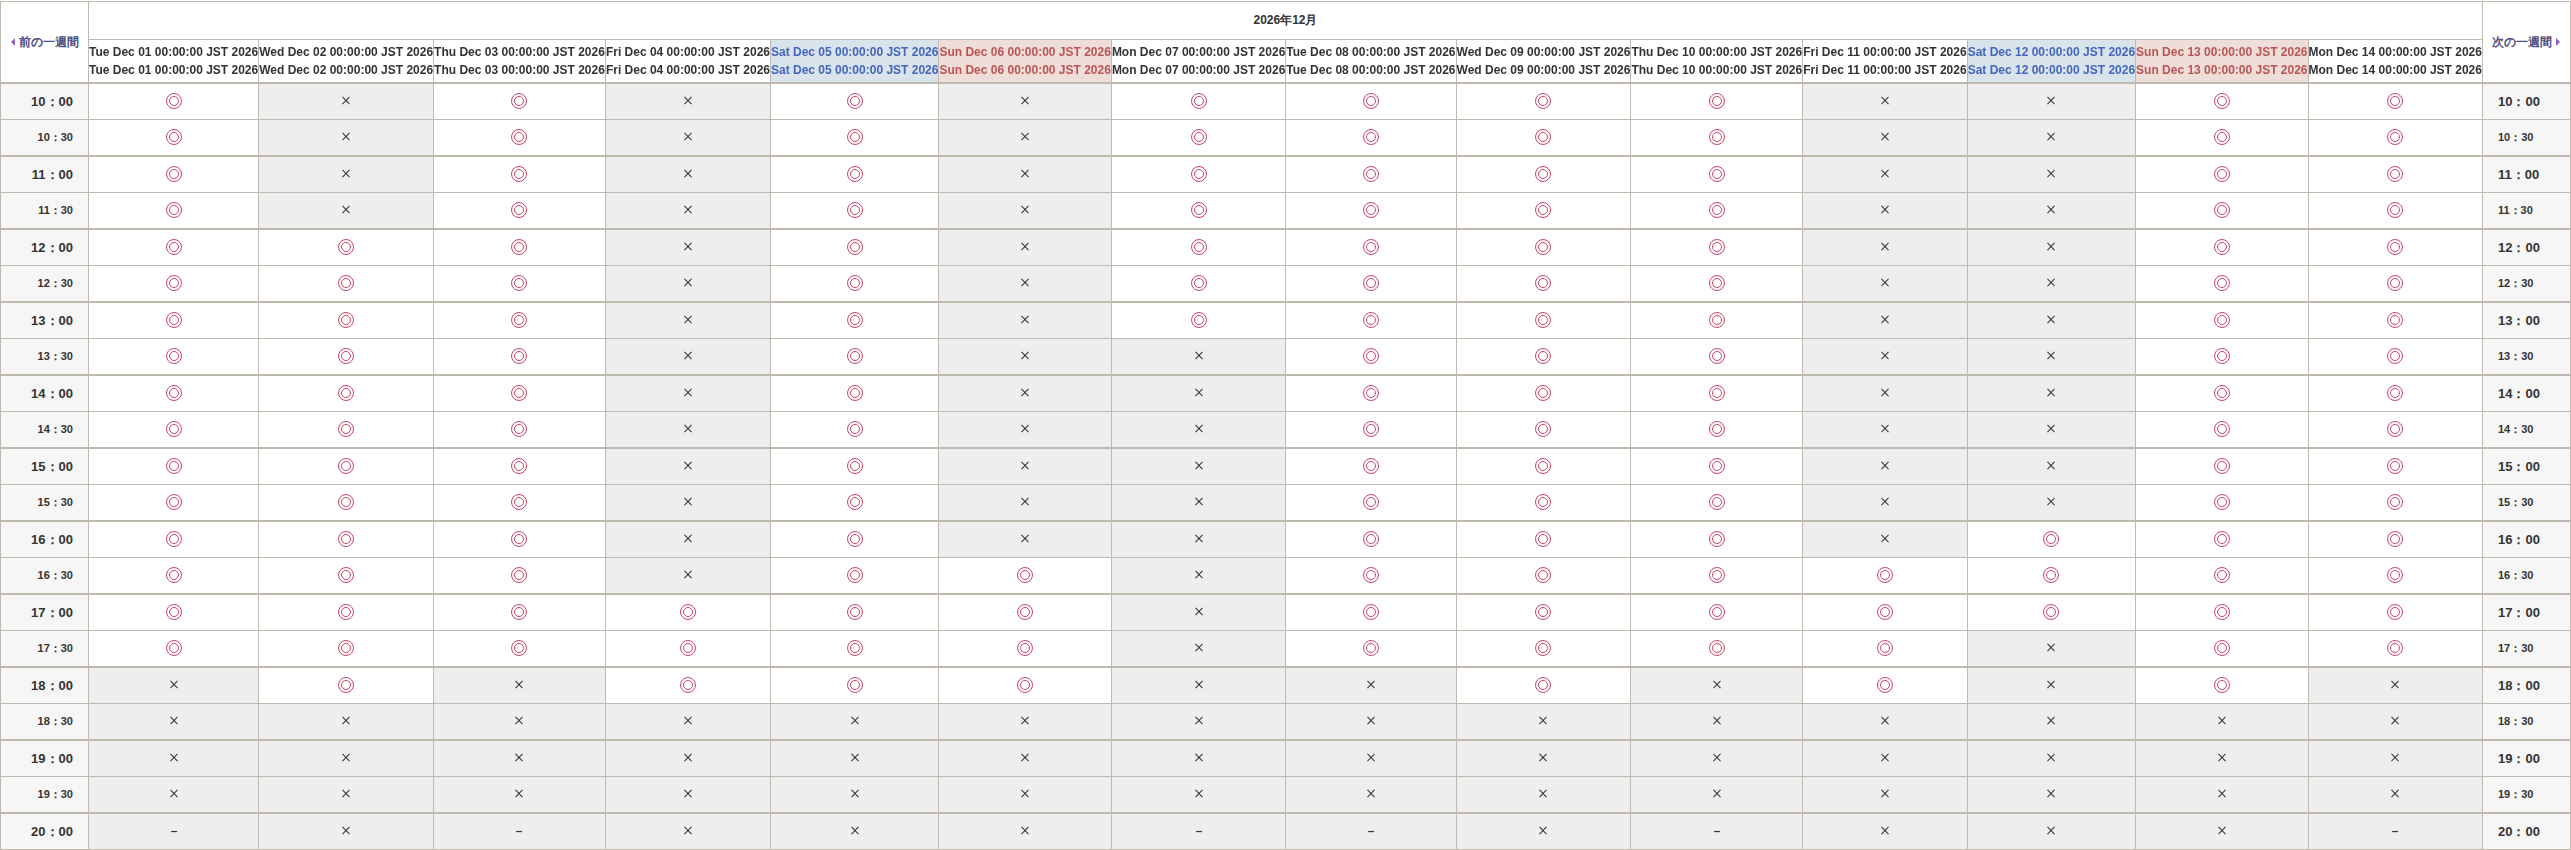 前の一週間 2026年12月 次の一週間
Tue Dec 01 00:00:00 JST 2026 Wed Dec 02 00:00:00 JST 2026 Thu Dec 03 00:00:00 JST 2026 Fri Dec 04 00:00:00 JST 2026 Sat Dec 05 00:00:00 JST 2026 Sun Dec 06 00:00:00 JST 2026 Mon Dec 07 00:00:00 JST 2026 Tue Dec 08 00:00:00 JST 2026 Wed Dec 09 00:00:00 JST 2026 Thu Dec 10 00:00:00 JST 2026 Fri Dec 11 00:00:00 JST 2026 Sat Dec 12 00:00:00 JST 2026 Sun Dec 13 00:00:00 JST 2026 Mon Dec 14 00:00:00 JST 2026
Tue Dec 01 00:00:00 JST 2026 Wed Dec 02 00:00:00 JST 2026 Thu Dec 03 00:00:00 JST 2026 Fri Dec 04 00:00:00 JST 2026 Sat Dec 05 00:00:00 JST 2026 Sun Dec 06 00:00:00 JST 2026 Mon Dec 07 00:00:00 JST 2026 Tue Dec 08 00:00:00 JST 2026 Wed Dec 09 00:00:00 JST 2026 Thu Dec 10 00:00:00 JST 2026 Fri Dec 11 00:00:00 JST 2026 Sat Dec 12 00:00:00 JST 2026 Sun Dec 13 00:00:00 JST 2026 Mon Dec 14 00:00:00 JST 2026
10：00 ◎ × ◎ × ◎ × ◎ ◎ ◎ ◎ × × ◎ ◎ 10：00
10：30 ◎ × ◎ × ◎ × ◎ ◎ ◎ ◎ × × ◎ ◎ 10：30
11：00 ◎ × ◎ × ◎ × ◎ ◎ ◎ ◎ × × ◎ ◎ 11：00
11：30 ◎ × ◎ × ◎ × ◎ ◎ ◎ ◎ × × ◎ ◎ 11：30
12：00 ◎ ◎ ◎ × ◎ × ◎ ◎ ◎ ◎ × × ◎ ◎ 12：00
12：30 ◎ ◎ ◎ × ◎ × ◎ ◎ ◎ ◎ × × ◎ ◎ 12：30
13：00 ◎ ◎ ◎ × ◎ × ◎ ◎ ◎ ◎ × × ◎ ◎ 13：00
13：30 ◎ ◎ ◎ × ◎ × × ◎ ◎ ◎ × × ◎ ◎ 13：30
14：00 ◎ ◎ ◎ × ◎ × × ◎ ◎ ◎ × × ◎ ◎ 14：00
14：30 ◎ ◎ ◎ × ◎ × × ◎ ◎ ◎ × × ◎ ◎ 14：30
15：00 ◎ ◎ ◎ × ◎ × × ◎ ◎ ◎ × × ◎ ◎ 15：00
15：30 ◎ ◎ ◎ × ◎ × × ◎ ◎ ◎ × × ◎ ◎ 15：30
16：00 ◎ ◎ ◎ × ◎ × × ◎ ◎ ◎ × ◎ ◎ ◎ 16：00
16：30 ◎ ◎ ◎ × ◎ ◎ × ◎ ◎ ◎ ◎ ◎ ◎ ◎ 16：30
17：00 ◎ ◎ ◎ ◎ ◎ ◎ × ◎ ◎ ◎ ◎ ◎ ◎ ◎ 17：00
17：30 ◎ ◎ ◎ ◎ ◎ ◎ × ◎ ◎ ◎ ◎ × ◎ ◎ 17：30
18：00 × ◎ × ◎ ◎ ◎ × × ◎ × ◎ × ◎ × 18：00
18：30 × × × × × × × × × × × × × × 18：30
19：00 × × × × × × × × × × × × × × 19：00
19：30 × × × × × × × × × × × × × × 19：30
20：00 － × － × × × － － × － × × × － 20：00